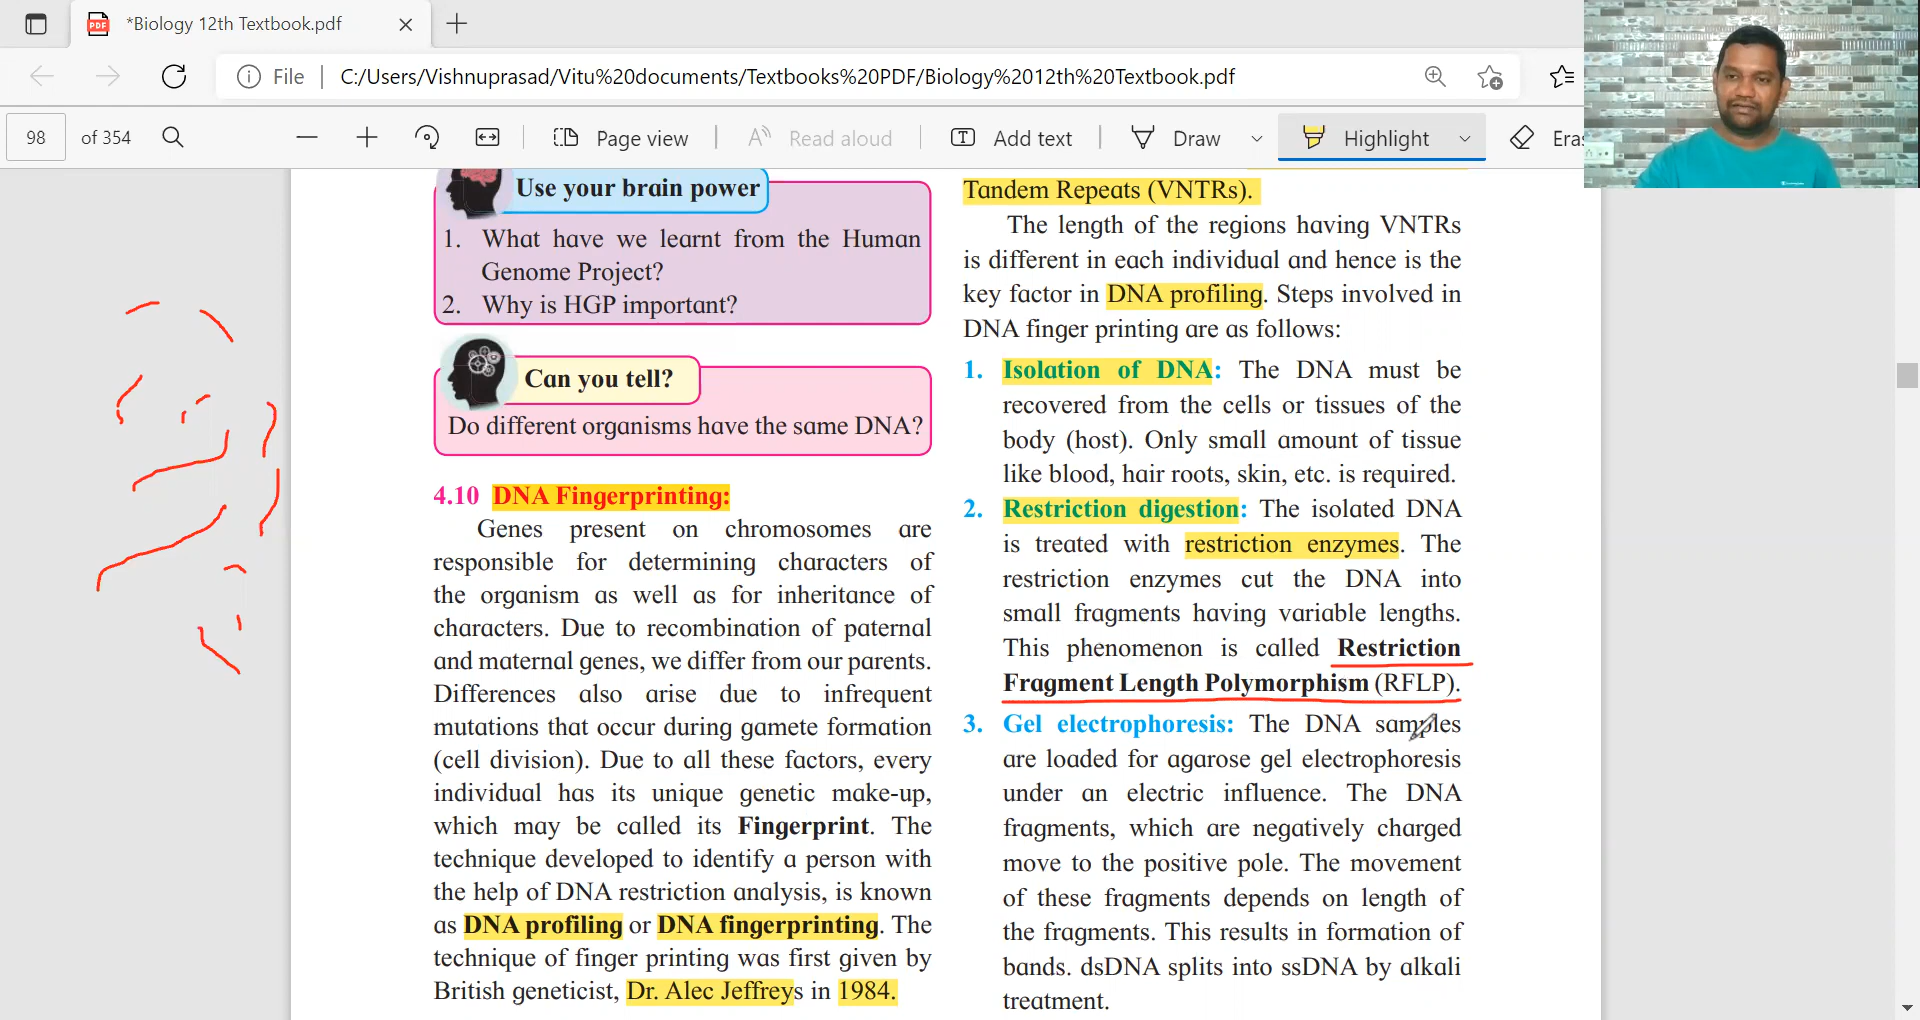 *Biology 12th Textbook.pdf
File
C:/Users/Vishnuprasad/Vitu%20documents/Textbooks%20PDF/Biology%2012th%20Textbook.pdf
98 of 354
Page view
Read aloud
Add text
Draw
Highlight
Eras
Use your brain power
1. What have we learnt from the Human
Genome Project?
2. Why is HGP important?
Can you tell?
Do different organisms have the same DNA?
4.10 DNA Fingerprinting:
Genes present on chromosomes are
responsible for determining characters of
the organism as well as for inheritance of
characters. Due to recombination of paternal
and maternal genes, we differ from our parents.
Differences also arise due to infrequent
mutations that occur during gamete formation
(cell division). Due to all these factors, every
individual has its unique genetic make-up,
which may be called its Fingerprint. The
technique developed to identify a person with
the help of DNA restriction analysis, is known
as DNA profiling or DNA fingerprinting. The
technique of finger printing was first given by
British geneticist, Dr. Alec Jeffreys in 1984.
Tandem Repeats (VNTRs).
The length of the regions having VNTRs
is different in each individual and hence is the
key factor in DNA profiling. Steps involved in
DNA finger printing are as follows:
1. Isolation of DNA: The DNA must be
recovered from the cells or tissues of the
body (host). Only small amount of tissue
like blood, hair roots, skin, etc. is required.
2. Restriction digestion: The isolated DNA
is treated with restriction enzymes. The
restriction enzymes cut the DNA into
small fragments having variable lengths.
This phenomenon is called Restriction
Fragment Length Polymorphism (RFLP).
3. Gel electrophoresis: The DNA samples
are loaded for agarose gel electrophoresis
under an electric influence. The DNA
fragments, which are negatively charged
move to the positive pole. The movement
of these fragments depends on length of
the fragments. This results in formation of
bands. dsDNA splits into ssDNA by alkali
treatment.